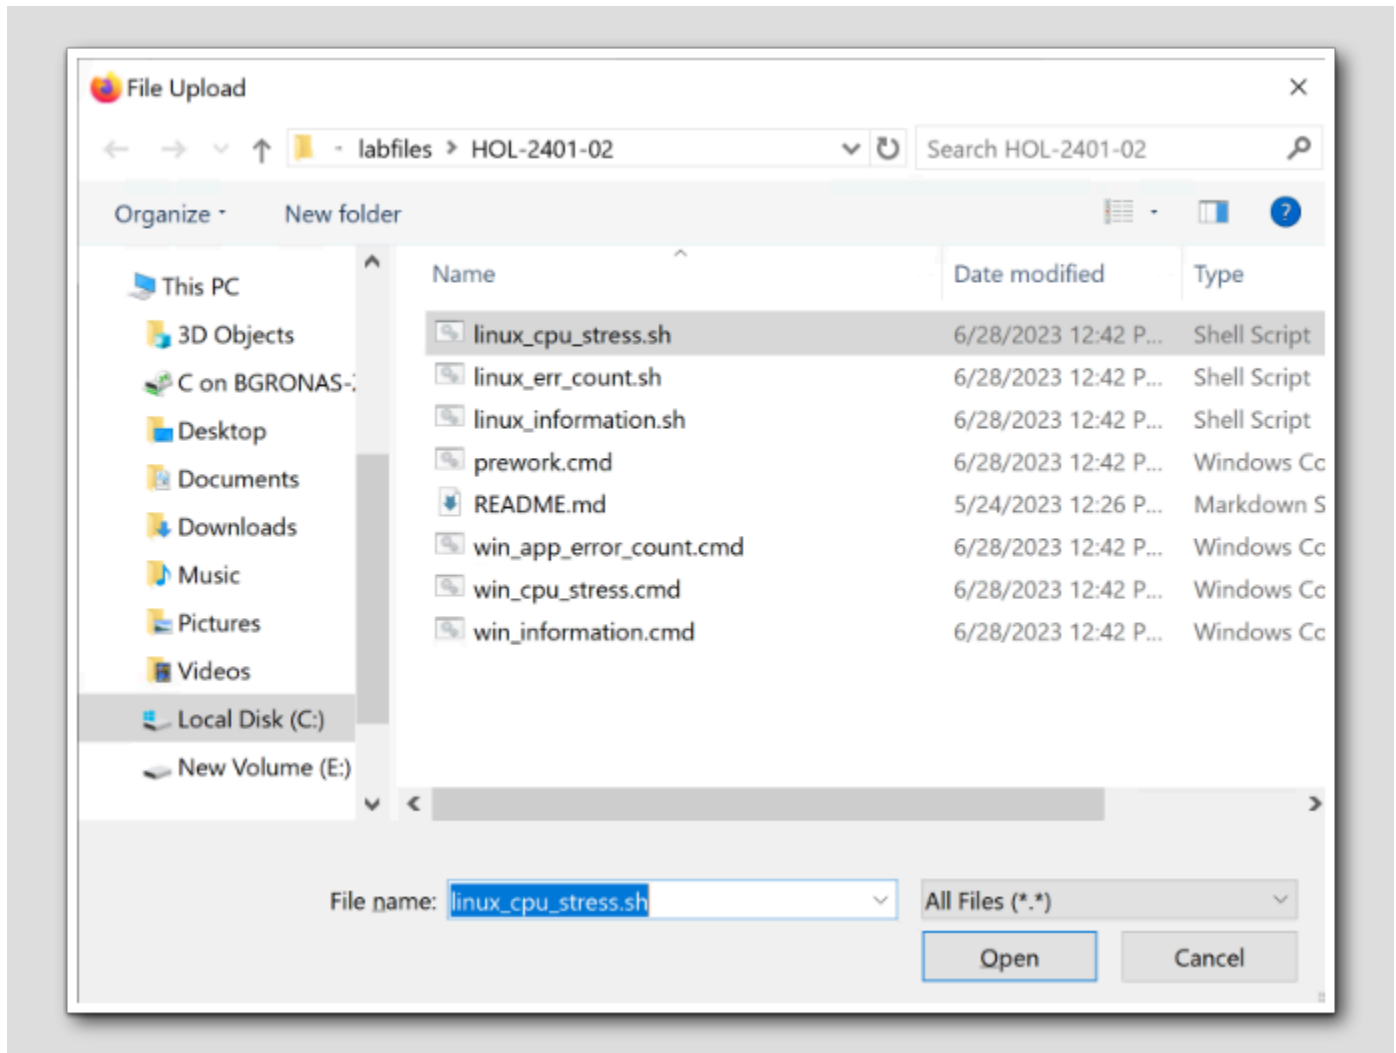 File Upload
labfiles > HOL-2401-02
Search HOL-2401-02
Organize
New folder
This PC
3D Objects
C on BGRONAS-
Desktop
Documents
Downloads
Music
Pictures
Videos
Local Disk (C:)
New Volume (E:)
Name Date modified Type
linux_cpu_stress.sh 6/28/2023 12:42 P... Shell Script
linux_err_count.sh 6/28/2023 12:42 P... Shell Script
linux_information.sh 6/28/2023 12:42 P... Shell Script
prework.cmd 6/28/2023 12:42 P... Windows Co
README.md 5/24/2023 12:26 P... Markdown S
win_app_error_count.cmd 6/28/2023 12:42 P... Windows Co
win_cpu_stress.cmd 6/28/2023 12:42 P... Windows Co
win_information.cmd 6/28/2023 12:42 P... Windows Co
File name: linux_cpu_stress.sh
All Files (*.*)
Open
Cancel